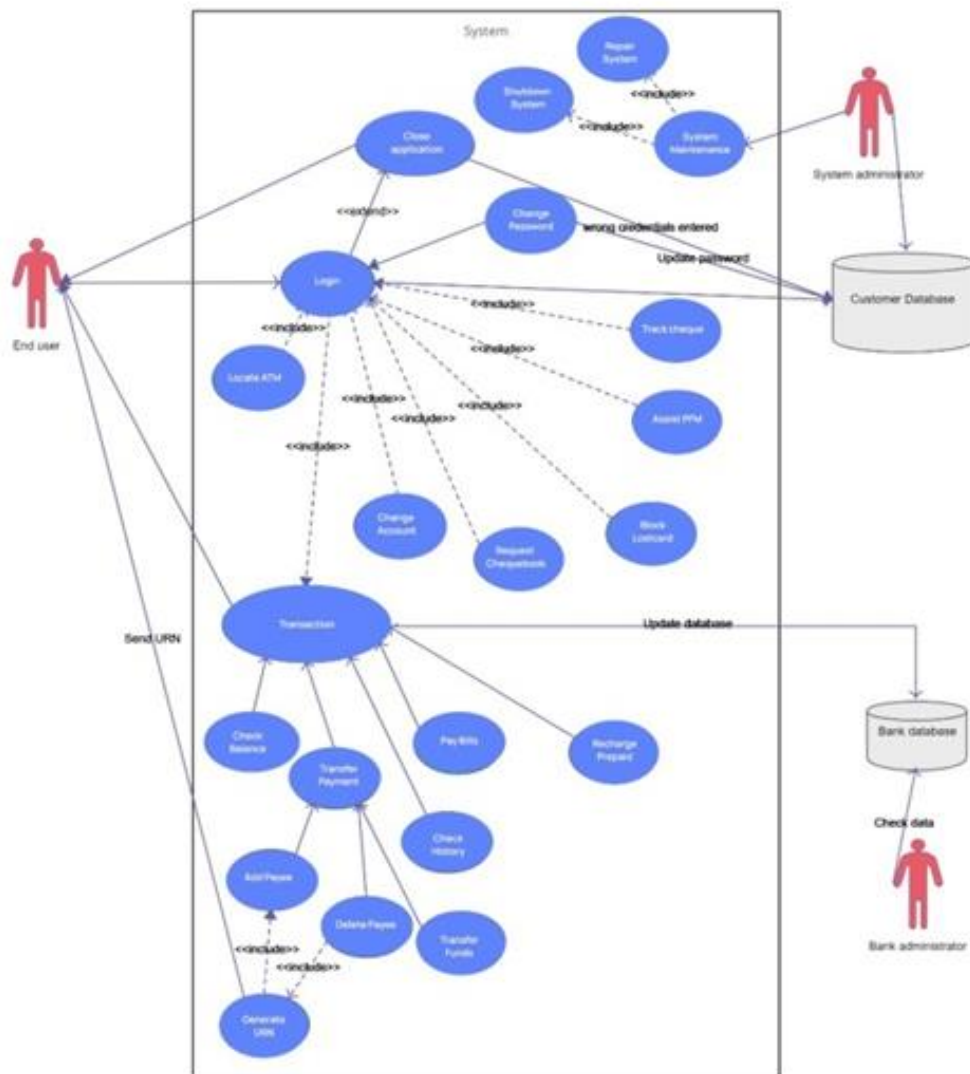 System
Repair
System
<<include>>
Shutdown
System
<<include>>
System
Maintenance
System administrator
Close
application
<<extend>>
Change
Password
wrong credentials entered
Update password
Customer Database
End user
Login
<<include>>
Track cheque
<<include>>
Locate ATM
<<include>>
Assist PFM
<<include>>
<<include>>
<<include>>
<<include>>
Change
Account
Request
Chequebook
Block
Lostcard
Transaction
Send URN
Update database
Check
Balance
Pay Bills
Recharge
Prepaid
Bank database
Transfer
Payment
Check
History
Check data
Add Payee
Delete Payee
Transfer
Funds
Bank administrator
<<include>>
<<include>>
Generate
URN